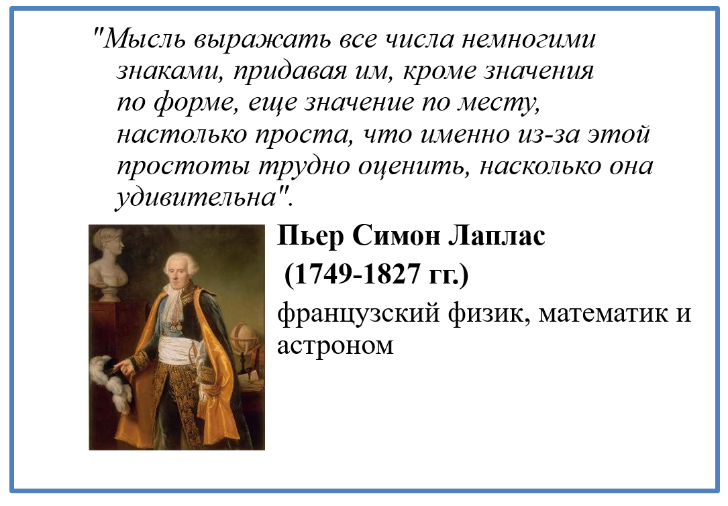 "Мысль выражать все числа немногими
знаками, придавая им, кроме значения
по форме, еще значение по месту,
настолько проста, что именно из-за этой
простоты трудно оценить, насколько она
удивительна".
Пьер Симон Лаплас
(1749-1827 гг.)
французский физик, математик и
астроном